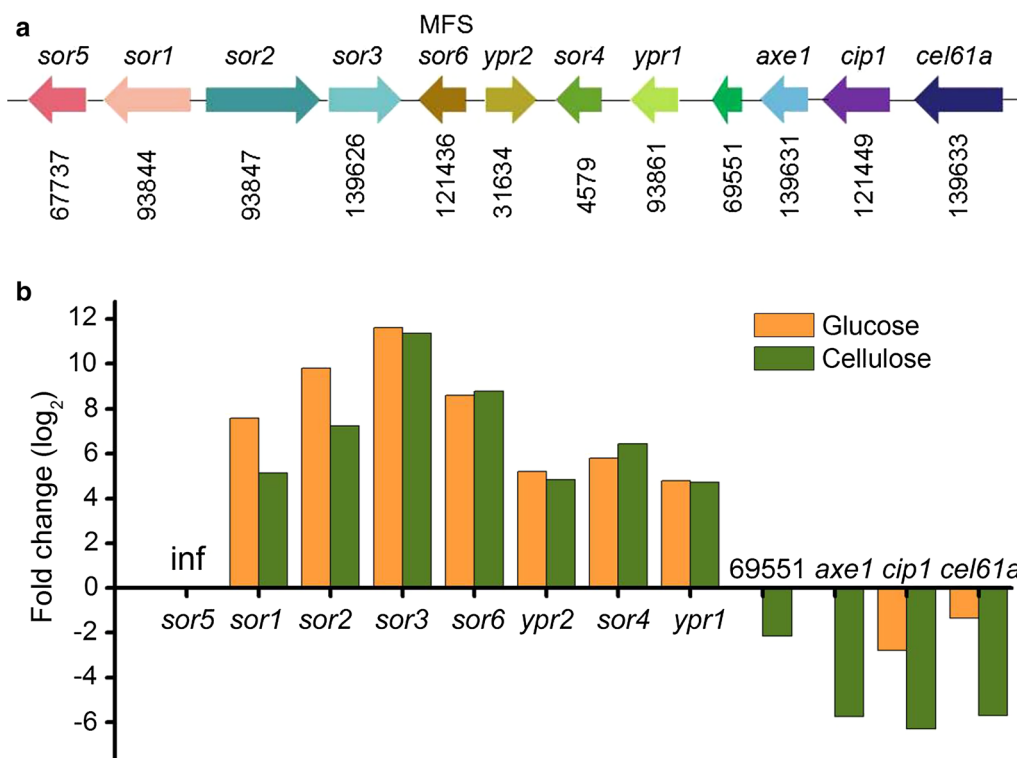 a
MFS
sor5 sor1 sor2 sor3 sor6 ypr2 sor4 ypr1 axe1 cip1 cel61a
67737 93844 93847 139626 121436 31634 4579 93861 69551 139631 121449 139633
b
Fold change (log2)
12
10
8
6
4
2
0
-2
-4
-6
Glucose
Cellulose
inf
69551 axe1 cip1 cel61a
sor5 sor1 sor2 sor3 sor6 ypr2 sor4 ypr1